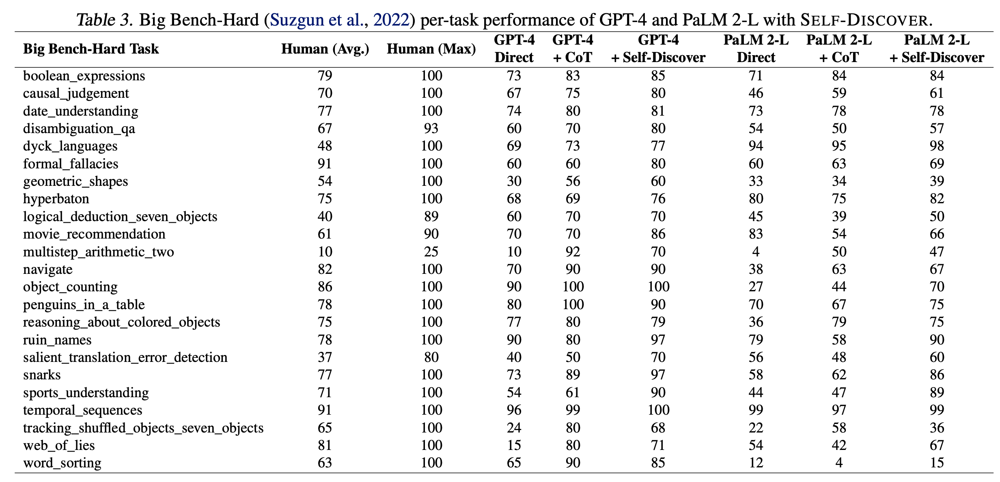 Table 3. Big Bench-Hard (Suzgun et al., 2022) per-task performance of GPT-4 and PaLM 2-L with SELF-DISCOVER.
Big Bench-Hard Task Human (Avg.) Human (Max) GPT-4 Direct GPT-4 + CoT GPT-4 + Self-Discover PaLM 2-L Direct PaLM 2-L + CoT PaLM 2-L + Self-Discover
boolean_expressions 79 100 73 83 85 71 84 84
causal_judgement 70 100 67 75 80 46 59 61
date_understanding 77 100 74 80 81 73 78 78
disambiguation_qa 67 93 60 70 80 54 50 57
dyck_languages 48 100 69 73 77 94 95 98
formal_fallacies 91 100 60 60 80 60 63 69
geometric_shapes 54 100 30 56 60 33 34 39
hyperbaton 75 100 68 69 76 80 75 82
logical_deduction_seven_objects 40 89 60 70 70 45 39 50
movie_recommendation 61 90 70 70 86 83 54 66
multistep_arithmetic_two 10 25 10 92 70 4 50 47
navigate 82 100 70 90 90 38 63 67
object_counting 86 100 90 100 100 27 44 70
penguins_in_a_table 78 100 80 100 90 70 67 75
reasoning_about_colored_objects 75 100 77 80 79 36 79 75
ruin_names 78 100 90 80 97 79 58 90
salient_translation_error_detection 37 80 40 50 70 56 48 60
snarks 77 100 73 89 97 58 62 86
sports_understanding 71 100 54 61 90 44 47 89
temporal_sequences 91 100 96 99 100 99 97 99
tracking_shuffled_objects_seven_objects 65 100 24 80 68 22 58 36
web_of_lies 81 100 15 80 71 54 42 67
word_sorting 63 100 65 90 85 12 4 15